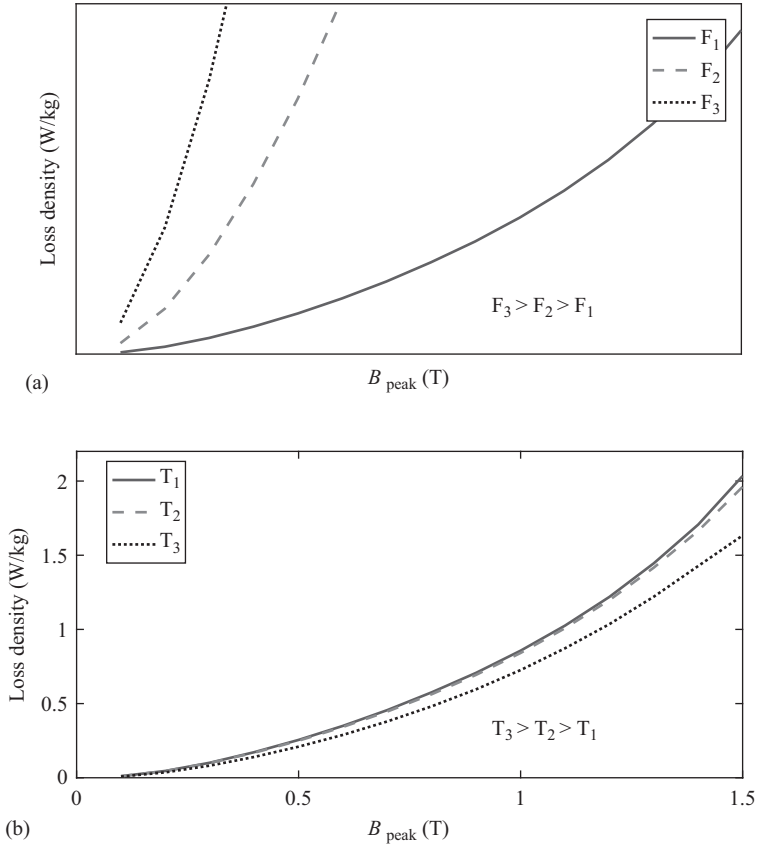 Loss density (W/kg)
F1
F2
F3
F3 > F2 > F1
(a)
B peak (T)
Loss density (W/kg)
2
1.5
1
0.5
0
T1
T2
T3
T3 > T2 > T1
0
0.5
1
1.5
(b)
B peak (T)